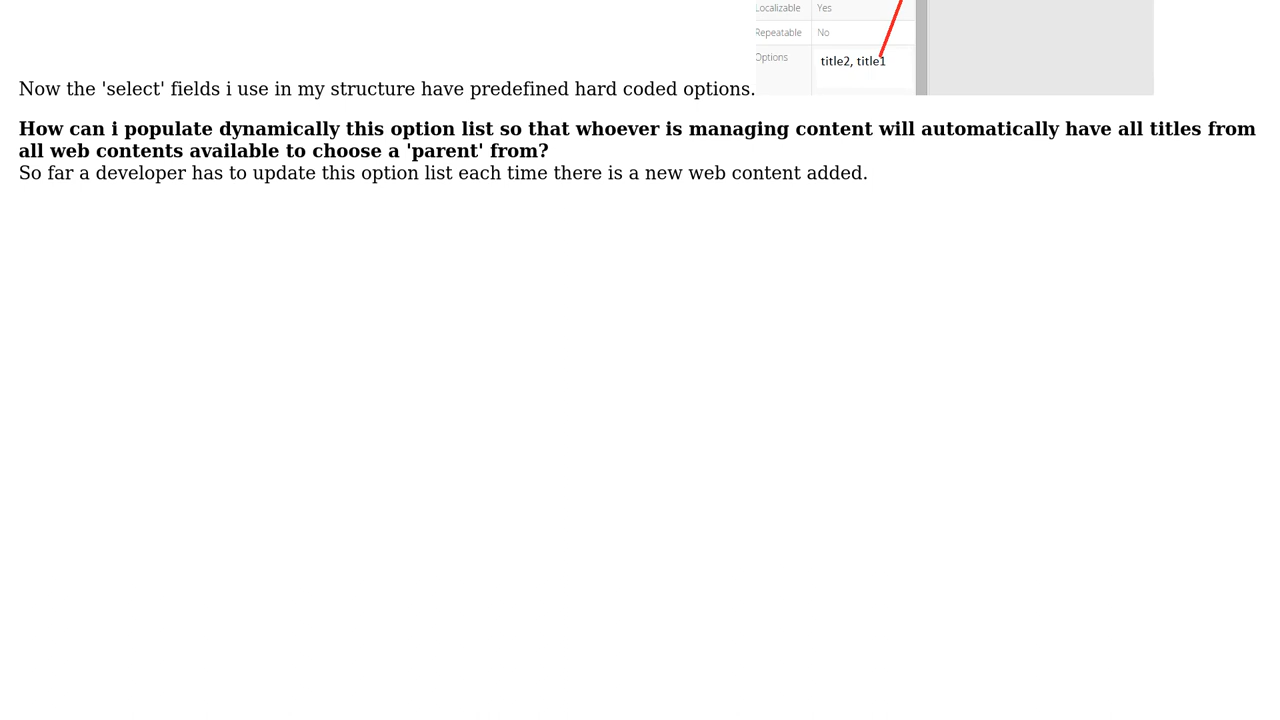 Localizable Yes
Repeatable No
Options title2, title1
Now the 'select' fields i use in my structure have predefined hard coded options.
How can i populate dynamically this option list so that whoever is managing content will automatically have all titles from
all web contents available to choose a 'parent' from?
So far a developer has to update this option list each time there is a new web content added.